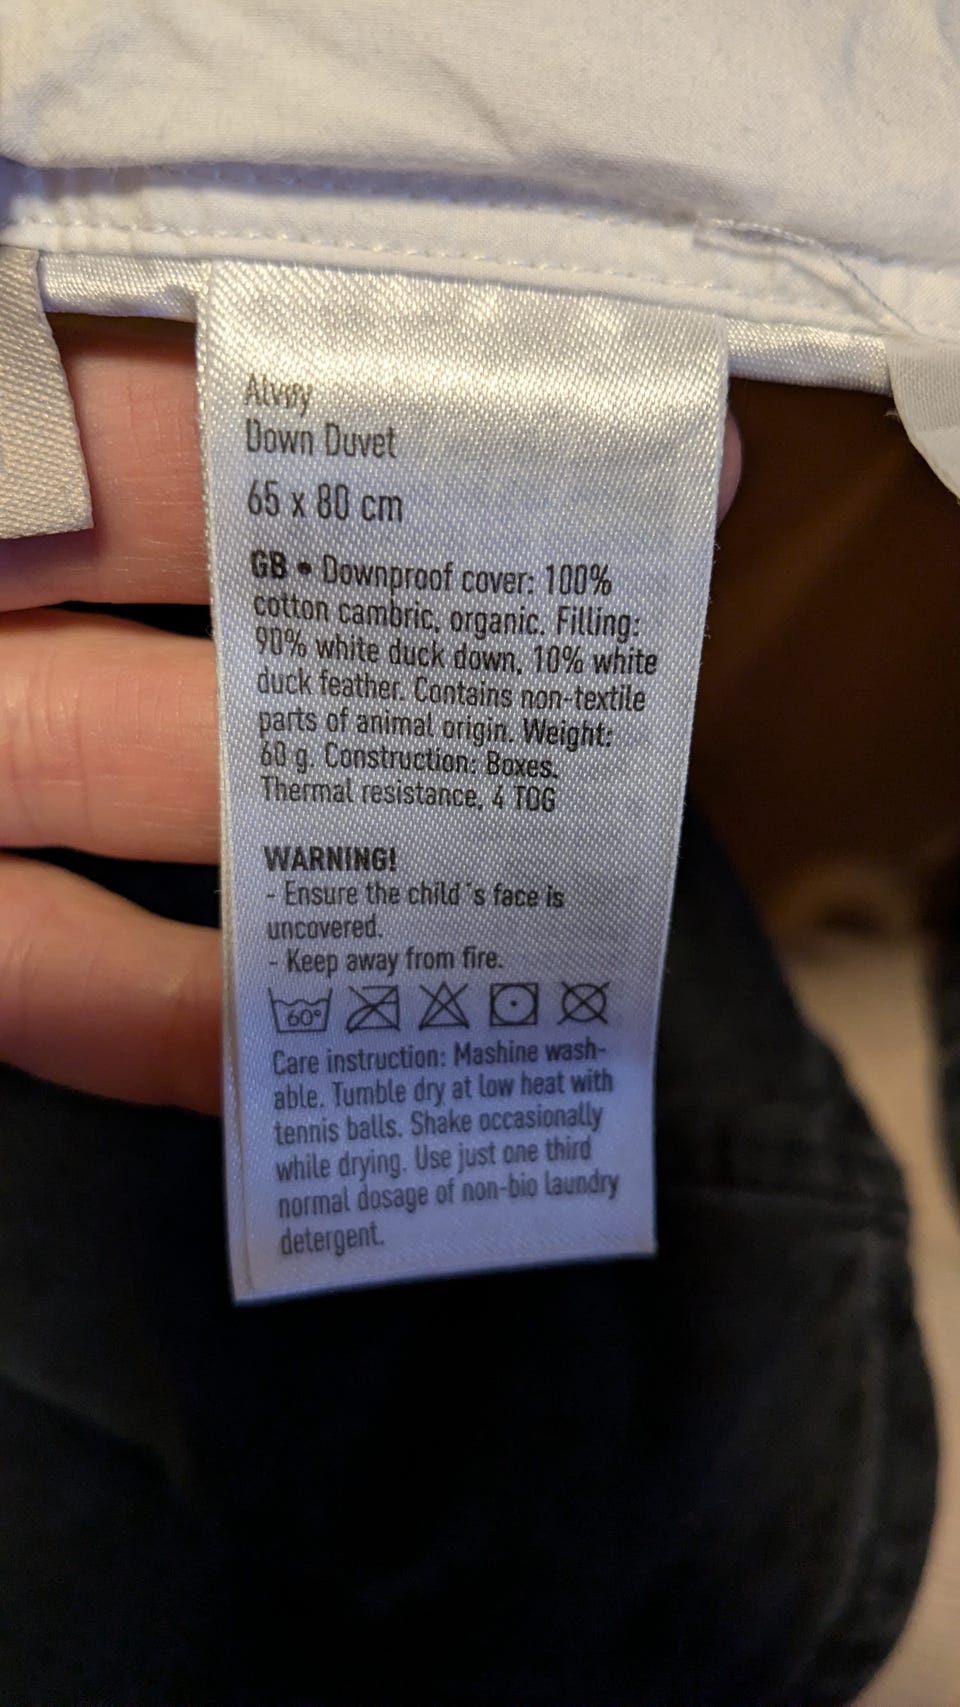 Alvøy
Down Duvet
65 x 80 cm
GB • Downproof cover: 100%
cotton cambric, organic. Filling:
90% white duck down, 10% white
duck feather. Contains non-textile
parts of animal origin. Weight:
60 g. Construction: Boxes.
Thermal resistance, 4 TOG
WARNING!
- Ensure the child´s face is
uncovered.
- Keep away from fire.
60°
Care instruction: Mashine wash-
able. Tumble dry at low heat with
tennis balls. Shake occasionally
while drying. Use just one third
normal dosage of non-bio laundry
detergent.